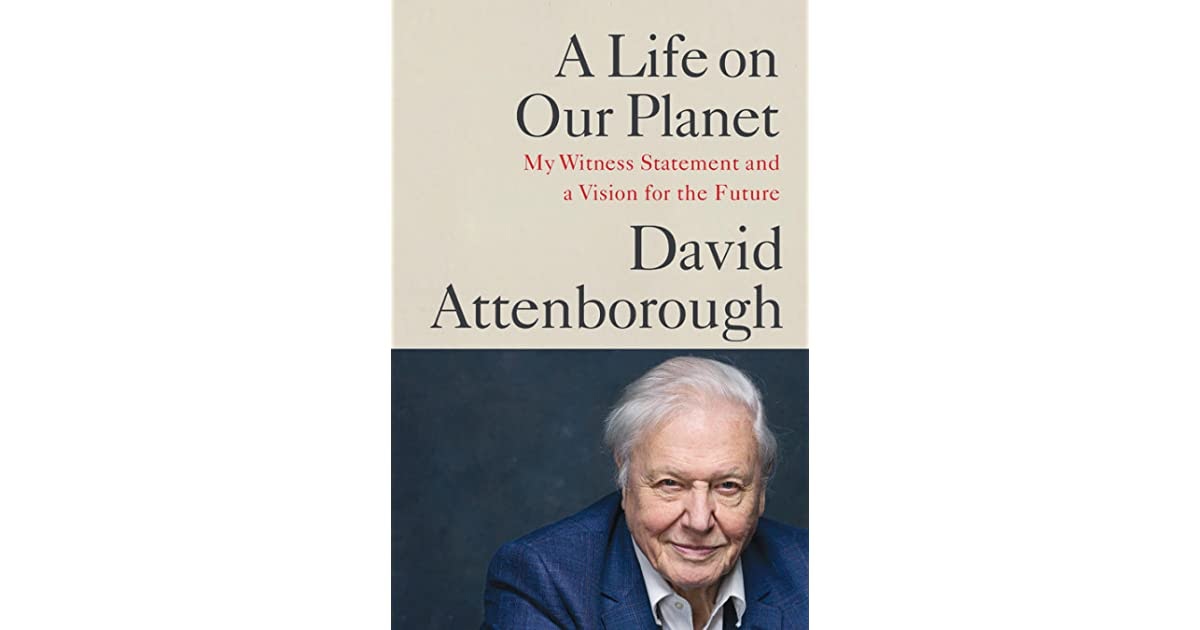 A Life on
Our Planet
My Witness Statement and
a Vision for the Future
David
Attenborough